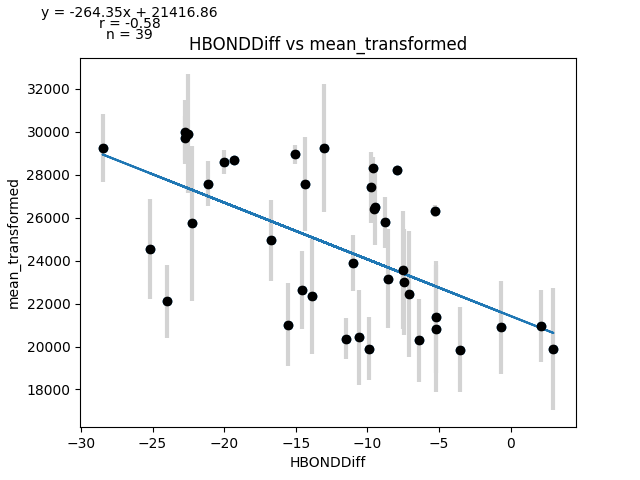 y = -264.35x + 21416.86
r = -0.58
n = 39
HBONDDiff vs mean_transformed
32000
30000
28000
26000
24000
22000
20000
18000
mean_transformed
−30
−25
−20
−15
−10
−5
0
HBONDDiff